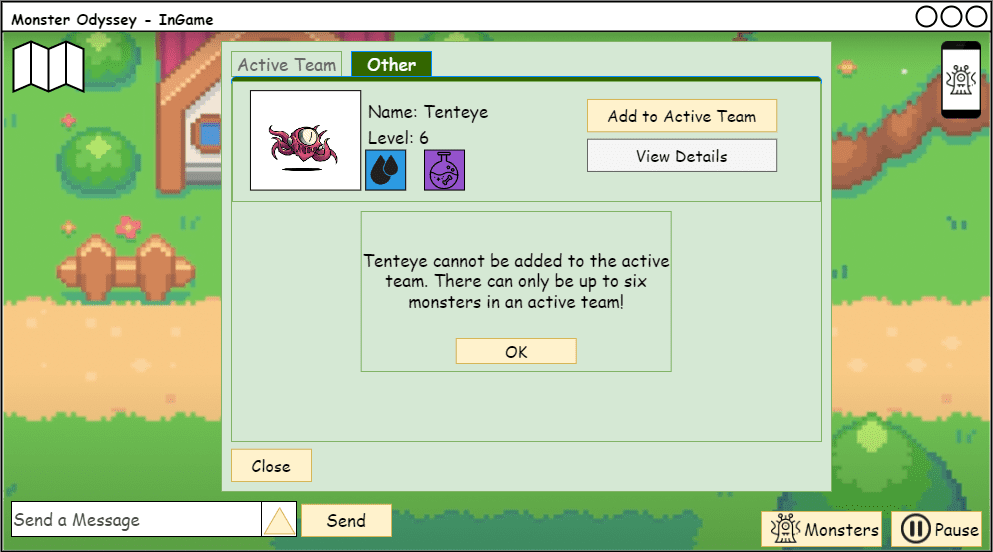 Monster Odyssey - InGame
Active Team
Other
Name: Tenteye
Level: 6
Add to Active Team
View Details
Tenteye cannot be added to the active
team. There can only be up to six
monsters in an active team!
OK
Close
Send a Message
Send
Monsters
Pause